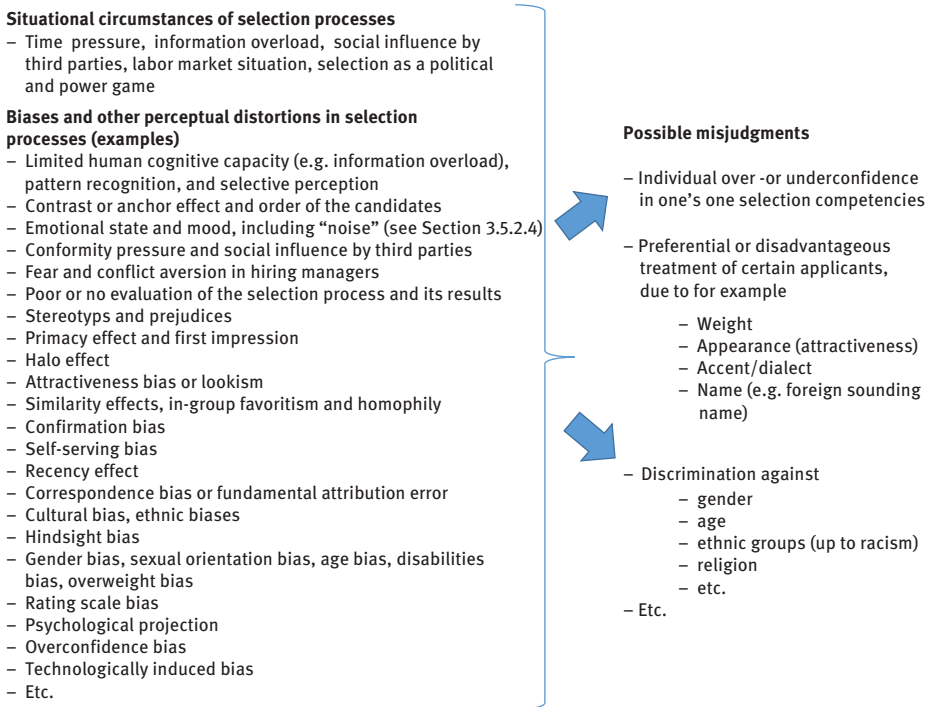 Situational circumstances of selection processes
– Time pressure, information overload, social influence by
third parties, labor market situation, selection as a political
and power game
Biases and other perceptual distortions in selection
processes (examples)
– Limited human cognitive capacity (e.g. information overload),
pattern recognition, and selective perception
– Contrast or anchor effect and order of the candidates
– Emotional state and mood, including “noise” (see Section 3.5.2.4)
– Conformity pressure and social influence by third parties
– Fear and conflict aversion in hiring managers
– Poor or no evaluation of the selection process and its results
– Stereotyps and prejudices
– Primacy effect and first impression
– Halo effect
– Attractiveness bias or lookism
– Similarity effects, in-group favoritism and homophily
– Confirmation bias
– Self-serving bias
– Recency effect
– Correspondence bias or fundamental attribution error
– Cultural bias, ethnic biases
– Hindsight bias
– Gender bias, sexual orientation bias, age bias, disabilities
bias, overweight bias
– Rating scale bias
– Psychological projection
– Overconfidence bias
– Technologically induced bias
– Etc.
Possible misjudgments
– Individual over -or underconfidence
in one’s one selection competencies
– Preferential or disadvantageous
treatment of certain applicants,
due to for example
– Weight
– Appearance (attractiveness)
– Accent/dialect
– Name (e.g. foreign sounding
name)
– Discrimination against
– gender
– age
– ethnic groups (up to racism)
– religion
– etc.
– Etc.